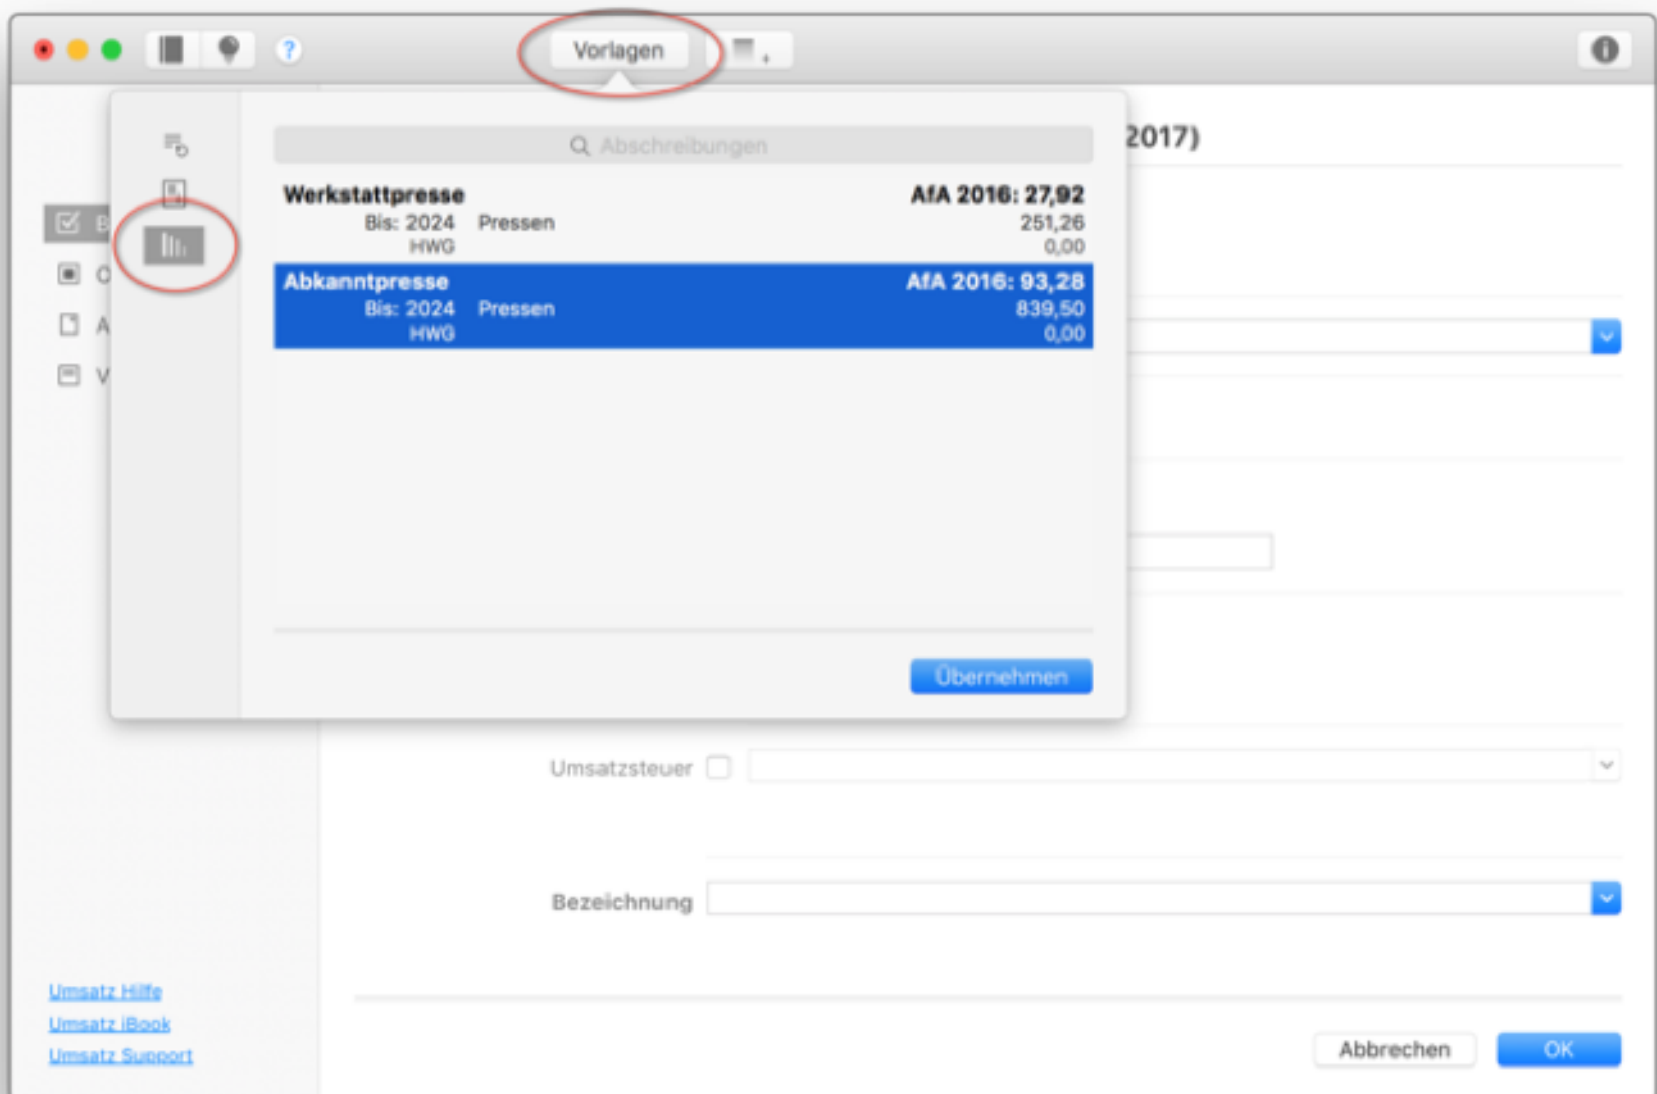 ?
Vorlagen
2017)
Abschreibungen
Werkstattpresse AfA 2016: 27,92
Bis: 2024 Pressen 251,26
HWG 0,00
Abkanntpresse AfA 2016: 93,28
Bis: 2024 Pressen 839,50
HWG 0,00
B
C
A
V
Übernehmen
Umsatzsteuer
Bezeichnung
Umsatz Hilfe
Umsatz iBook
Umsatz Support
Abbrechen OK